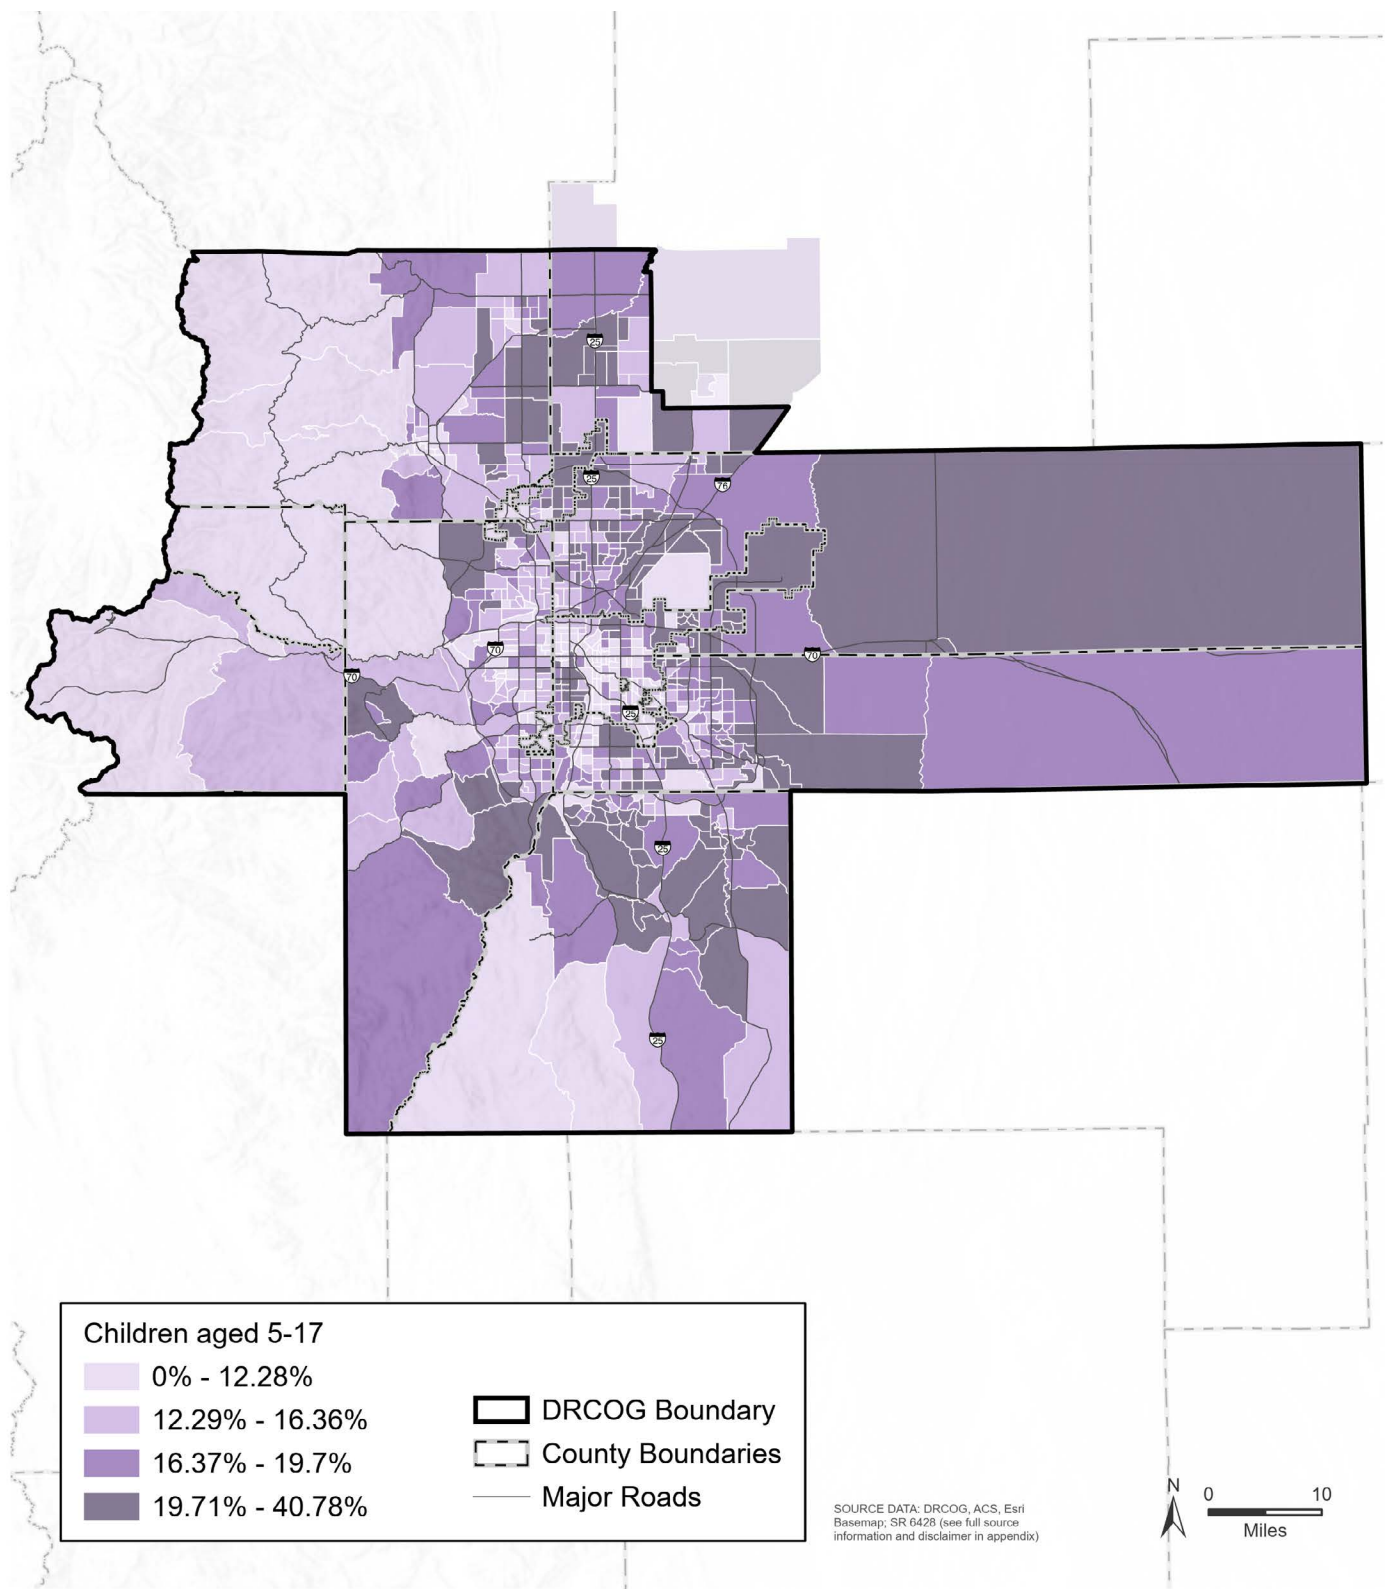 25
25
76
70
70
70
25
25
25
Children aged 5-17
0% - 12.28%
12.29% - 16.36%
16.37% - 19.7%
19.71% - 40.78%
DRCOG Boundary
County Boundaries
Major Roads
SOURCE DATA: DRCOG, ACS, Esri
Basemap; SR 6428 (see full source
information and disclaimer in appendix)
N
0 10
Miles